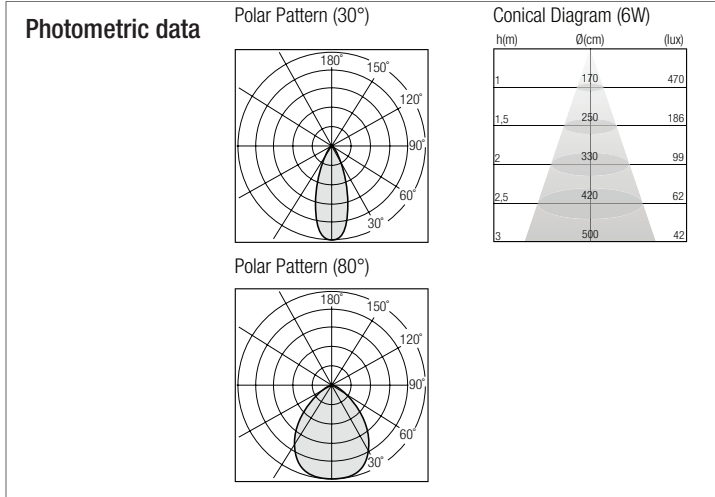 Photometric data
Polar Pattern (30°)
180°
150°
120°
90°
60°
30°
Conical Diagram (6W)
h(m) Ø(cm) (lux)
1 170 470
1,5 250 186
2 330 99
2,5 420 62
3 500 42
Polar Pattern (80°)
180°
150°
120°
90°
60°
30°